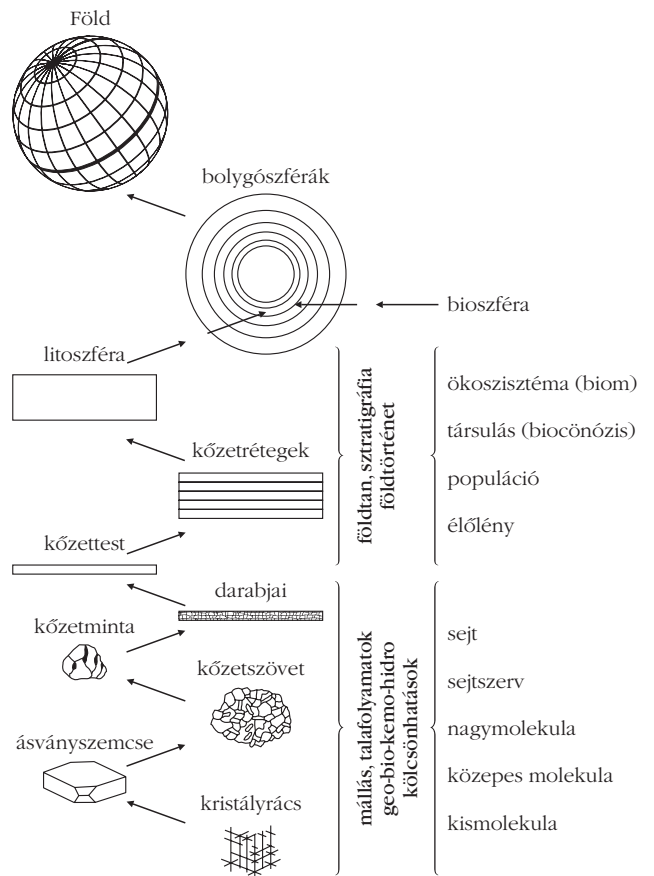 Föld
bolygószférák
bioszféra
litoszféra
kőzetrétegek
kőzettest
darabjai
kőzetminta
kőzetszövet
ásványszemcse
kristályrács
földtan, sztratigráfia
földtörténet
mállás, talafolyamatok
geo-bio-kemo-hidro
kölcsönhatások
ökoszisztéma (biom)
társulás (biocönózis)
populáció
élőlény
sejt
sejtszerv
nagymolekula
közepes molekula
kismolekula